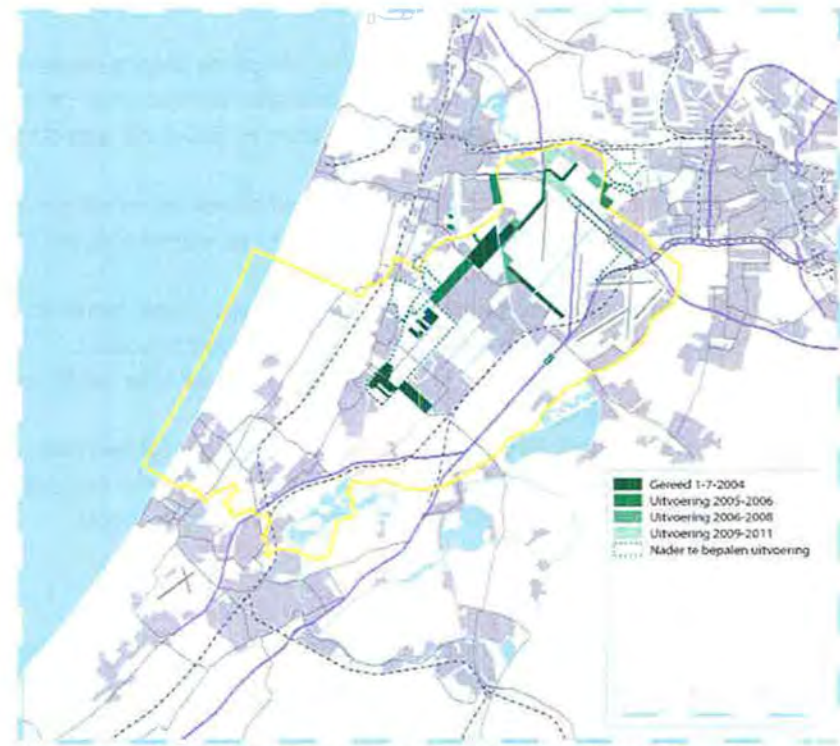 Gereed 1-7-2004
Uitvoering 2005-2006
Uitvoering 2006-2008
Uitvoering 2009-2011
Nader te bepalen uitvoering